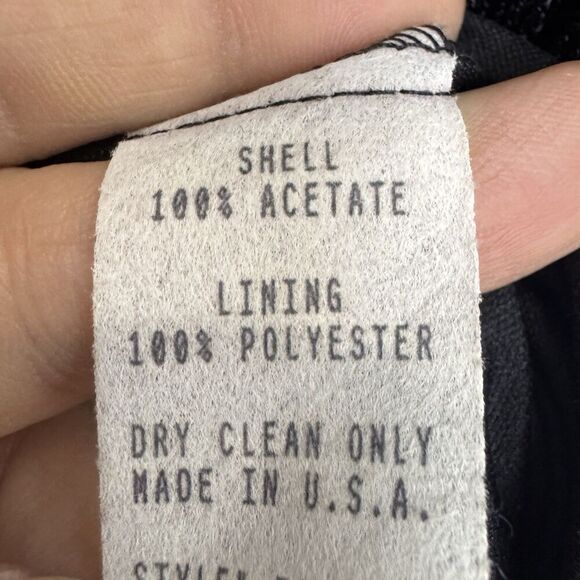 SHELL
100% ACETATE
LINING
100% POLYESTER
DRY CLEAN ONLY
MADE IN U.S.A.